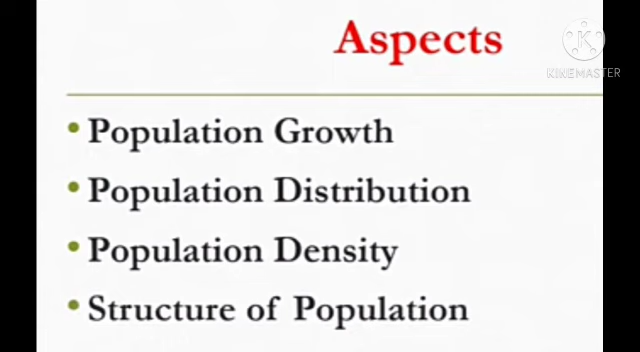 Aspects
KINEMASTER
Population Growth
Population Distribution
Population Density
Structure of Population